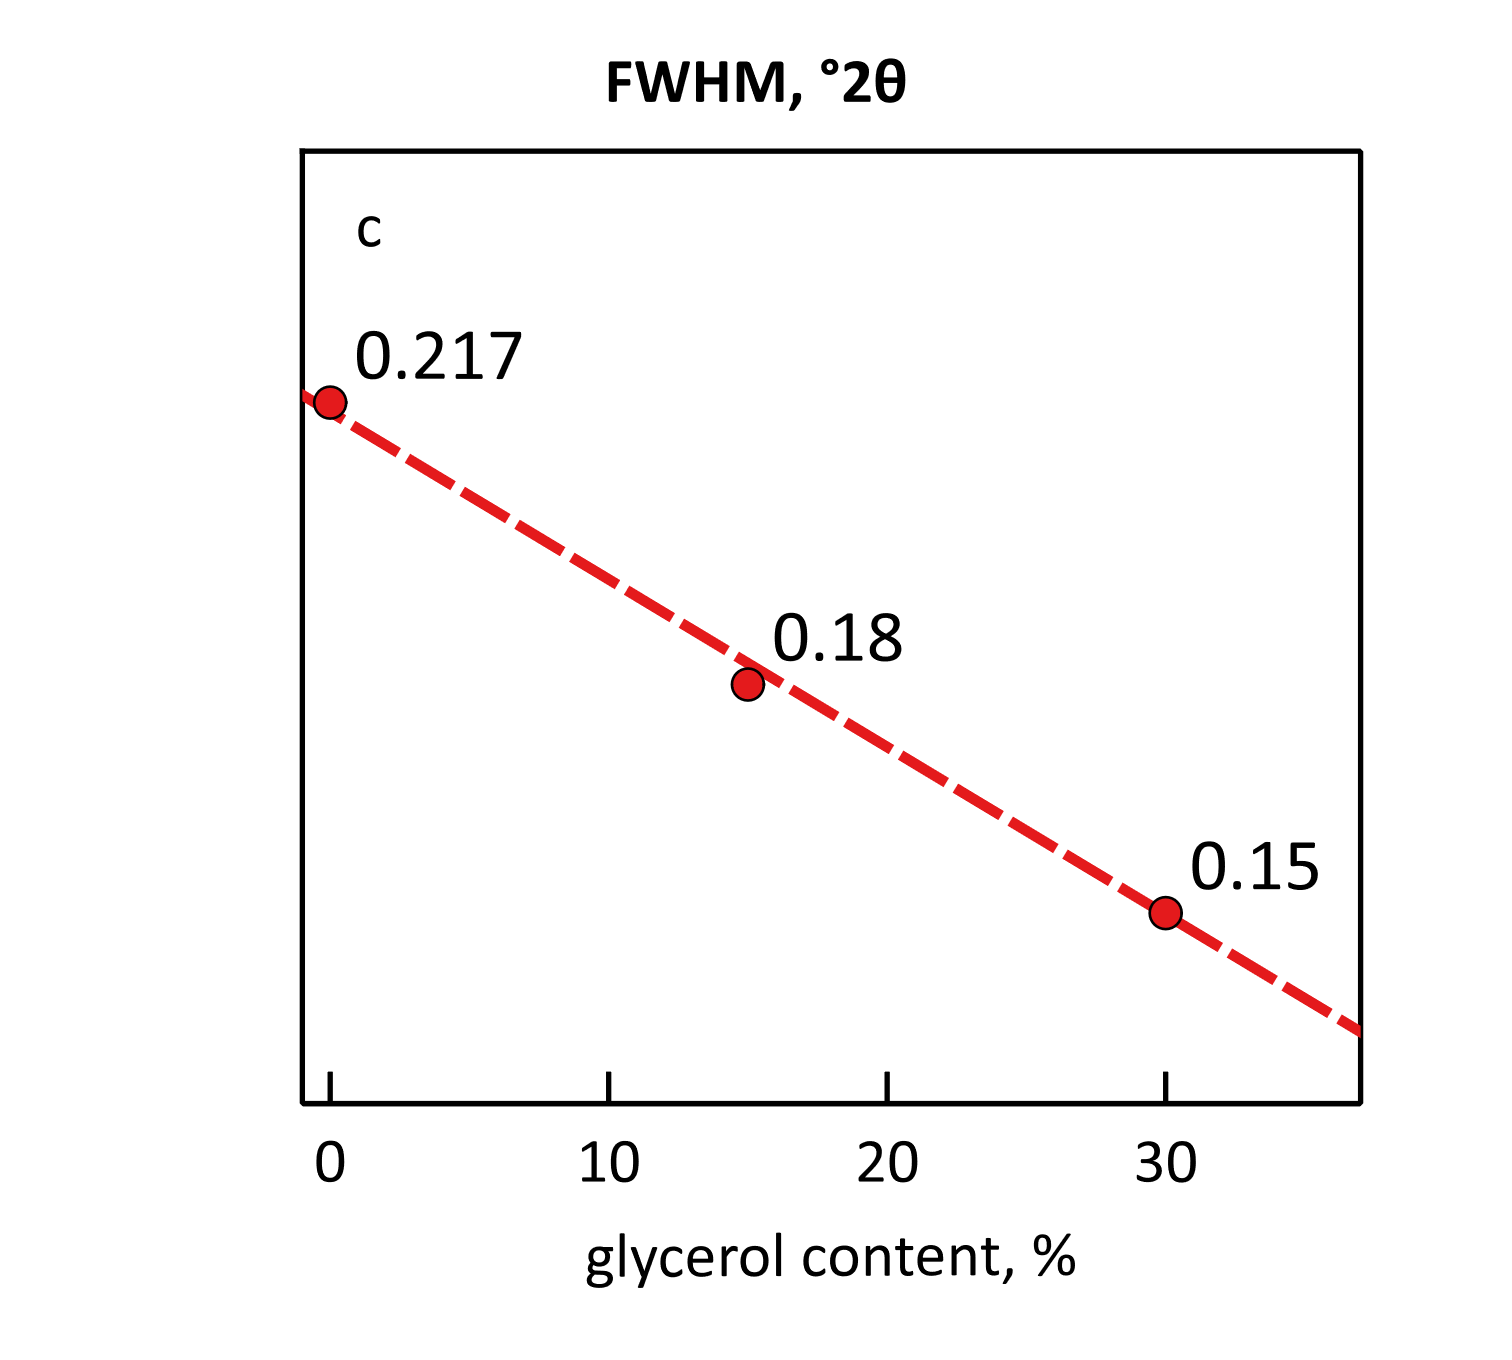 FWHM, °2θ
c
0.217
0.18
0.15
0 10 20 30
glycerol content, %